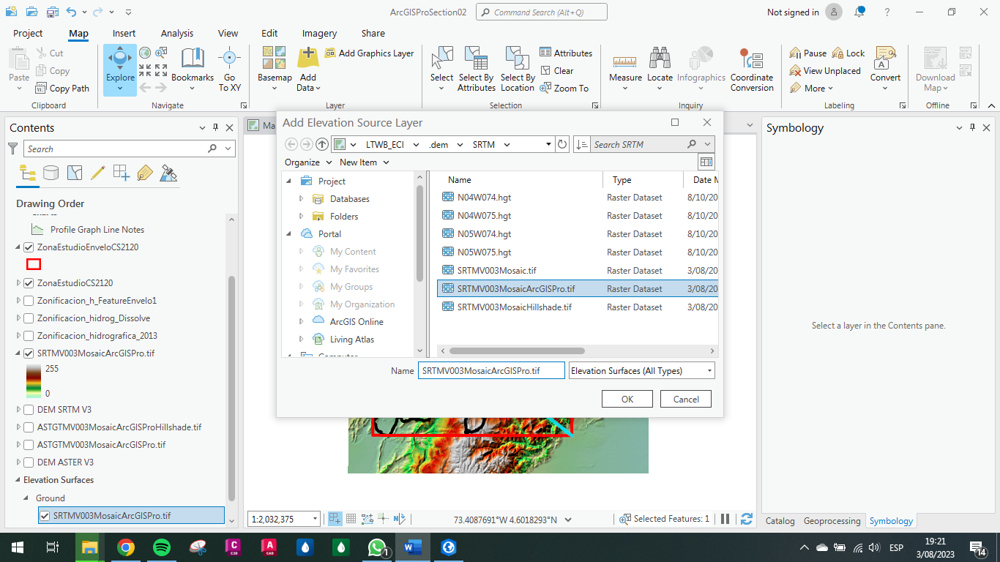 ArcGISProSection02
Command Search (Alt+Q)
Not signed in
?
Project
Map
Insert
Analysis
View
Edit
Imagery
Share
Paste
Cut
Copy
Copy Path
Clipboard
Explore
Bookmarks
Go
To XY
Navigate
Basemap
Add
Data
Add Graphics Layer
Layer
Select
Select By
Attributes
Select By
Location
Attributes
Clear
Zoom To
Selection
Measure
Locate
Infographics
Coordinate
Conversion
Inquiry
Pause
Lock
View Unplaced
More
Convert
Labeling
Download
Map
Offline
Contents
Search
Drawing Order
Profile Graph Line Notes
ZonaEstudioEnveloCS2120
ZonaEstudioCS2120
Zonificacion_h_FeatureEnvelo1
Zonificacion_hidrog_Dissolve
Zonificacion_hidrografica_2013
SRTMV003MosaicArcGISPro.tif
255
0
DEM SRTM V3
ASTGTMV003MosaicArcGISProHillshade.tif
ASTGTMV003MosaicArcGISPro.tif
DEM ASTER V3
Elevation Surfaces
Ground
SRTMV003MosaicArcGISPro.tif
Ma
Add Elevation Source Layer
LTWB_ECI
.dem
SRTM
Search SRTM
Organize
New Item
Project
Databases
Folders
Portal
My Content
My Favorites
My Groups
My Organization
ArcGIS Online
Living Atlas
Computer
Name Type Date M
N04W074.hgt Raster Dataset 8/10/20
N04W075.hgt Raster Dataset 8/10/20
N05W074.hgt Raster Dataset 8/10/20
N05W075.hgt Raster Dataset 8/10/20
SRTMV003Mosaic.tif Raster Dataset 3/08/20
SRTMV003MosaicArcGISPro.tif Raster Dataset 3/08/20
SRTMV003MosaicHillshade.tif Raster Dataset 3/08/20
Name SRTMV003MosaicArcGISPro.tif Elevation Surfaces (All Types)
OK Cancel
1:2,032,375
73.4087691°W 4.6018293°N
Selected Features: 1
Symbology
Select a layer in the Contents pane.
Catalog Geoprocessing Symbology
C
C3D
A
CAD
1
W
ESP
19:21
3/08/2023
14